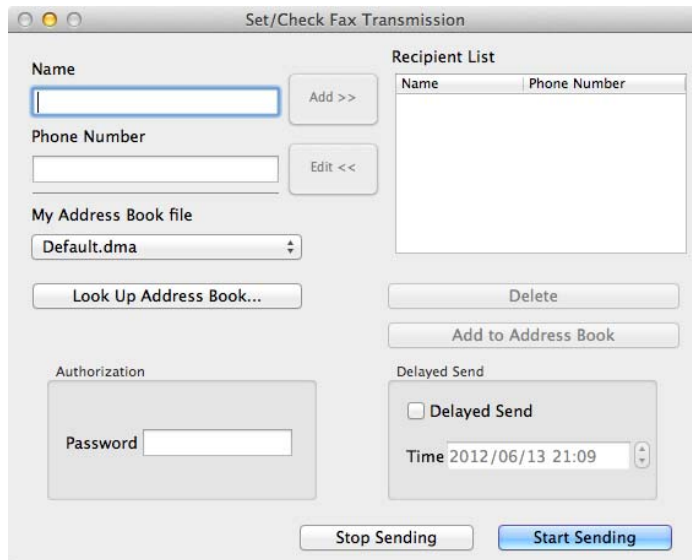 Set/Check Fax Transmission
Name
Add >>
Phone Number
Edit <<
My Address Book file
Default.dma
Look Up Address Book...
Recipient List
Name Phone Number
Delete
Add to Address Book
Authorization
Password
Delayed Send
Delayed Send
Time 2012/06/13 21:09
Stop Sending
Start Sending